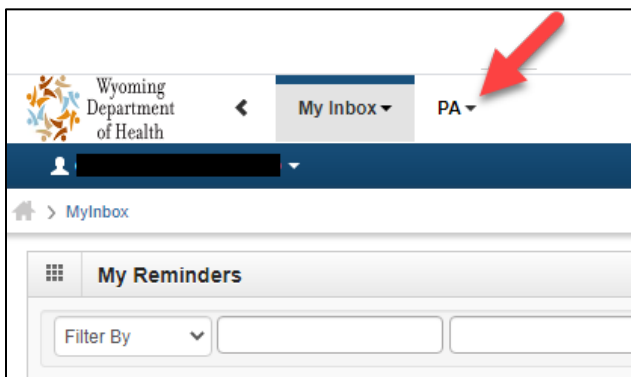 Wyoming
Department
of Health
My Inbox
PA
MyInbox
My Reminders
Filter By